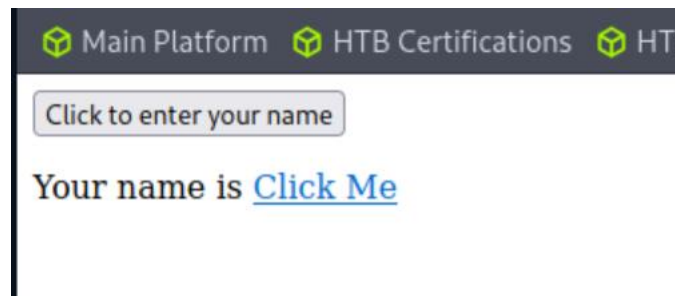 Main Platform HTB Certifications HT
Click to enter your name
Your name is Click Me